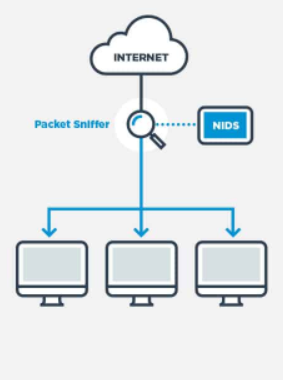 INTERNET
Packet Sniffer
NIDS